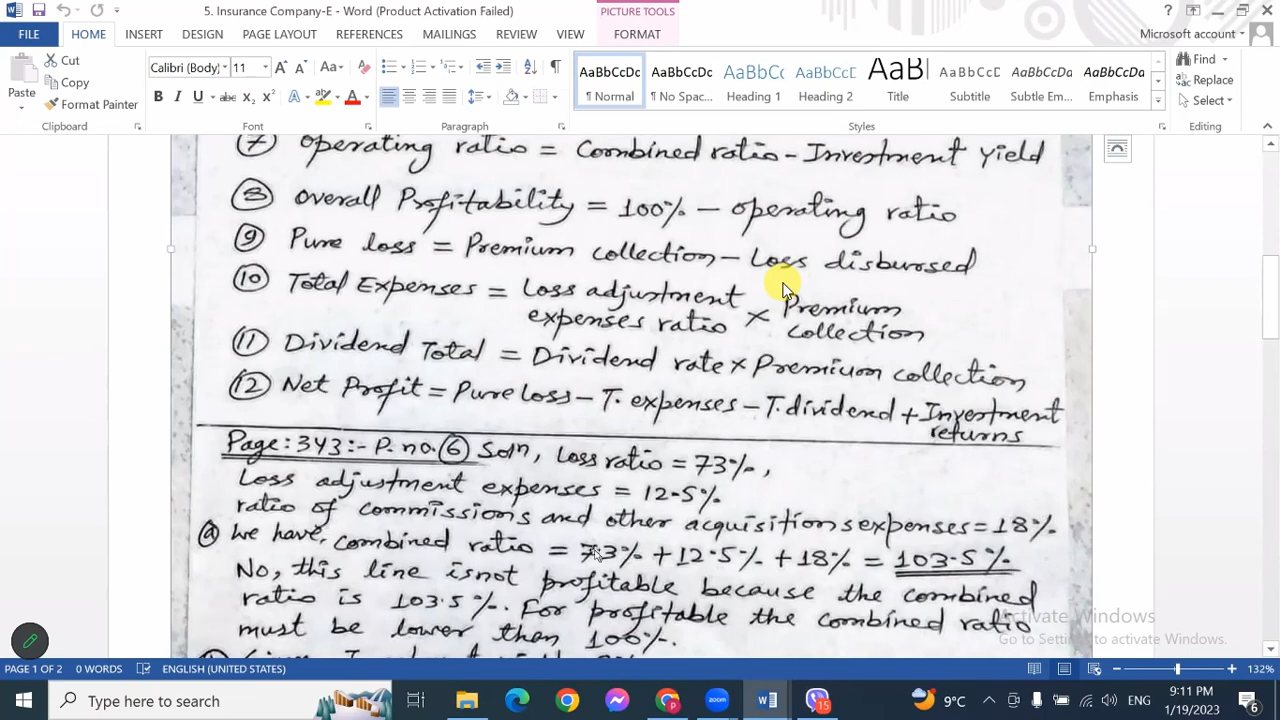 5. Insurance Company-E - Word (Product Activation Failed)
PICTURE TOOLS
FILE HOME INSERT DESIGN PAGE LAYOUT REFERENCES MAILINGS REVIEW VIEW FORMAT
Microsoft account
Paste
Cut
Copy
Format Painter
Calibri (Body) 11
AaBbCcDc AaBbCcDc AaBbCc AaBbCcC AaB AaBbCcC AaBbCcDc AaBbCcDc
¶ Normal ¶ No Spac... Heading 1 Heading 2 Title Subtitle Subtle Em... Emphasis
Find
Replace
Select
Clipboard Font Paragraph Styles Editing
⑦ Operating ratio = Combined ratio - Investment Yield
⑧ Overall Profitability = 100% - operating ratio
⑨ Pure loss = Premium collection - Loss disbursed
⑩ Total Expenses = Loss adjustment expenses ratio × Premium collection
⑪ Dividend Total = Dividend rate × Premium collection
⑫ Net Profit = Pure loss - T. expenses - T. dividend + Investment returns
Page: 343:- P. no. ⑥ Soln, Loss ratio = 73%,
Loss adjustment expenses = 12.5%
ratio of commissions and other acquisitions expenses = 18%
ⓐ We have, combined ratio = 73% + 12.5% + 18% = 103.5%
No, this line is not profitable because the combined
ratio is 103.5%. For profitable the combined ratio
must be lower than 100%.
Activate Windows
Go to Settings to activate Windows.
PAGE 1 OF 2 0 WORDS ENGLISH (UNITED STATES) 132%
Type here to search
zoom
15
9°C
ENG
9:11 PM
1/19/2023
6